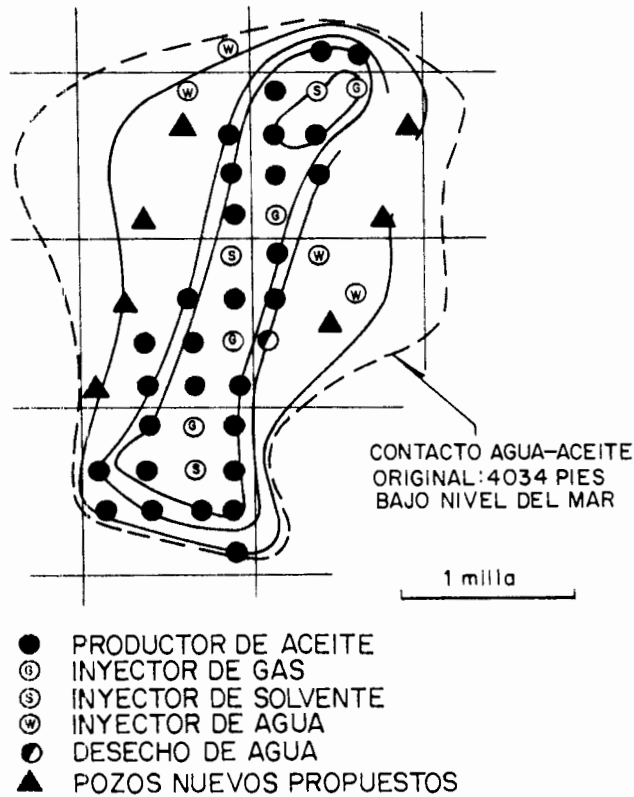 W
W
S
G
G
S
W
W
G
G
S
CONTACTO AGUA-ACEITE
ORIGINAL: 4034 PIES
BAJO NIVEL DEL MAR
1 milla
PRODUCTOR DE ACEITE
G INYECTOR DE GAS
S INYECTOR DE SOLVENTE
W INYECTOR DE AGUA
DESECHO DE AGUA
POZOS NUEVOS PROPUESTOS